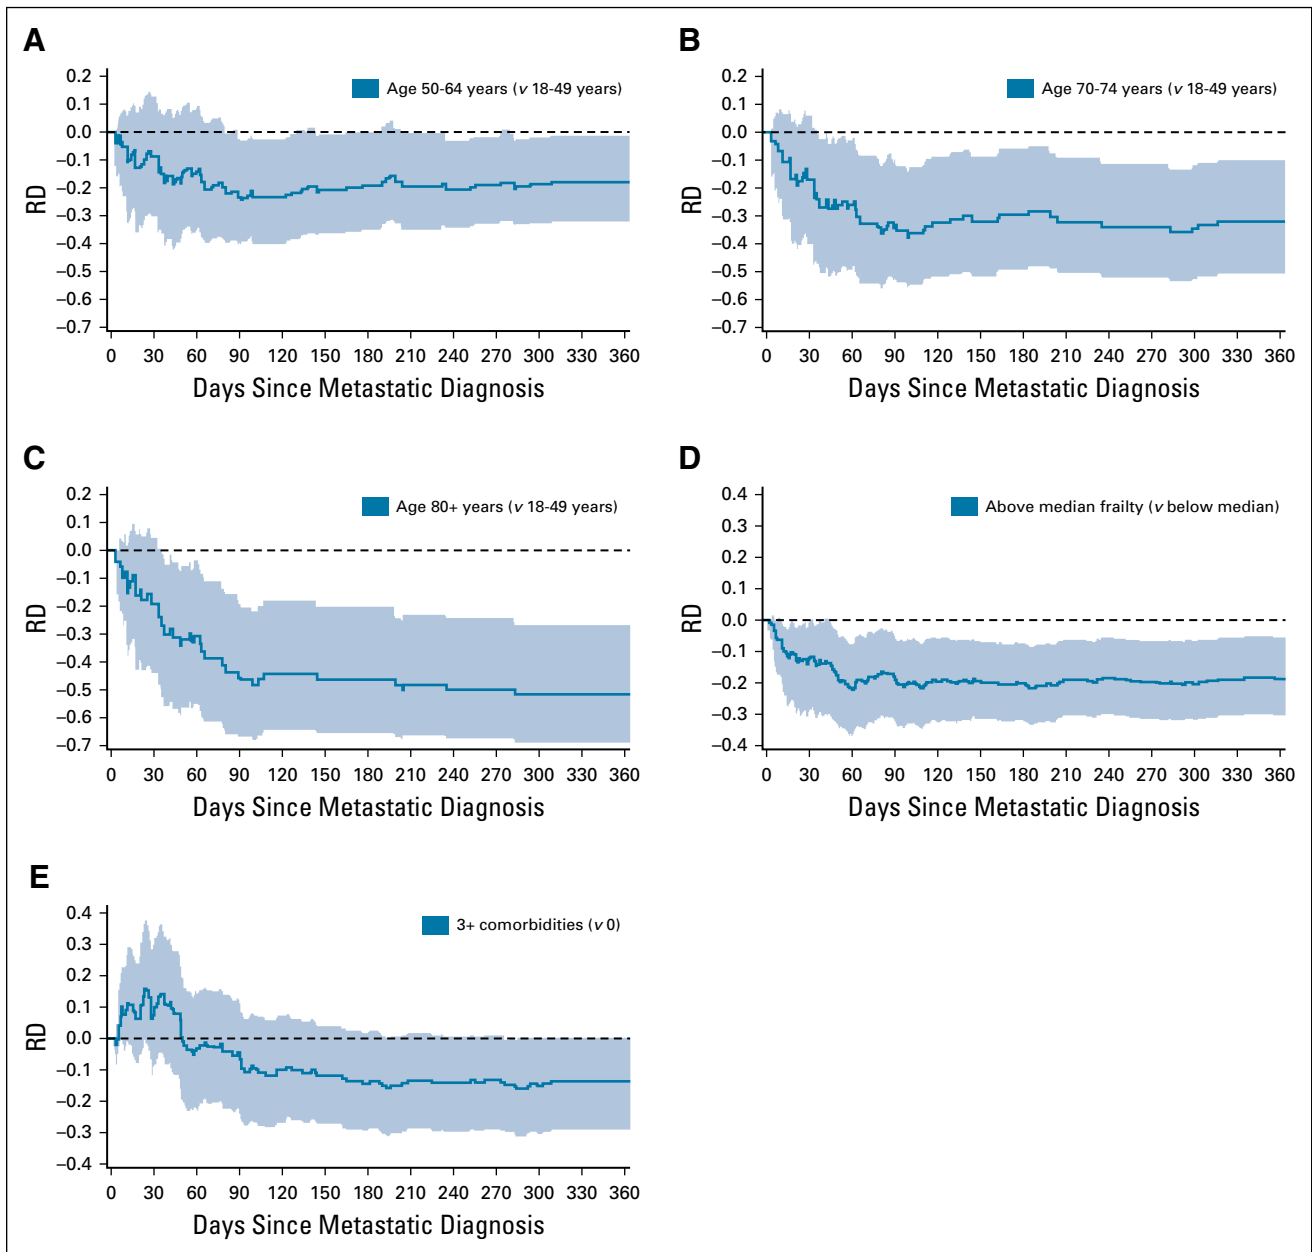 A
0.2
0.1
0.0
–0.1
–0.2
–0.3
–0.4
–0.5
–0.6
–0.7
RD
Age 50-64 years (v 18-49 years)
0 30 60 90 120 150 180 210 240 270 300 330 360
Days Since Metastatic Diagnosis
B
0.2
0.1
0.0
–0.1
–0.2
–0.3
–0.4
–0.5
–0.6
–0.7
RD
Age 70-74 years (v 18-49 years)
0 30 60 90 120 150 180 210 240 270 300 330 360
Days Since Metastatic Diagnosis
C
0.2
0.1
0.0
–0.1
–0.2
–0.3
–0.4
–0.5
–0.6
–0.7
RD
Age 80+ years (v 18-49 years)
0 30 60 90 120 150 180 210 240 270 300 330 360
Days Since Metastatic Diagnosis
D
0.4
0.3
0.2
0.1
0.0
–0.1
–0.2
–0.3
–0.4
RD
Above median frailty (v below median)
0 30 60 90 120 150 180 210 240 270 300 330 360
Days Since Metastatic Diagnosis
E
0.4
0.3
0.2
0.1
0.0
–0.1
–0.2
–0.3
–0.4
RD
3+ comorbidities (v 0)
0 30 60 90 120 150 180 210 240 270 300 330 360
Days Since Metastatic Diagnosis